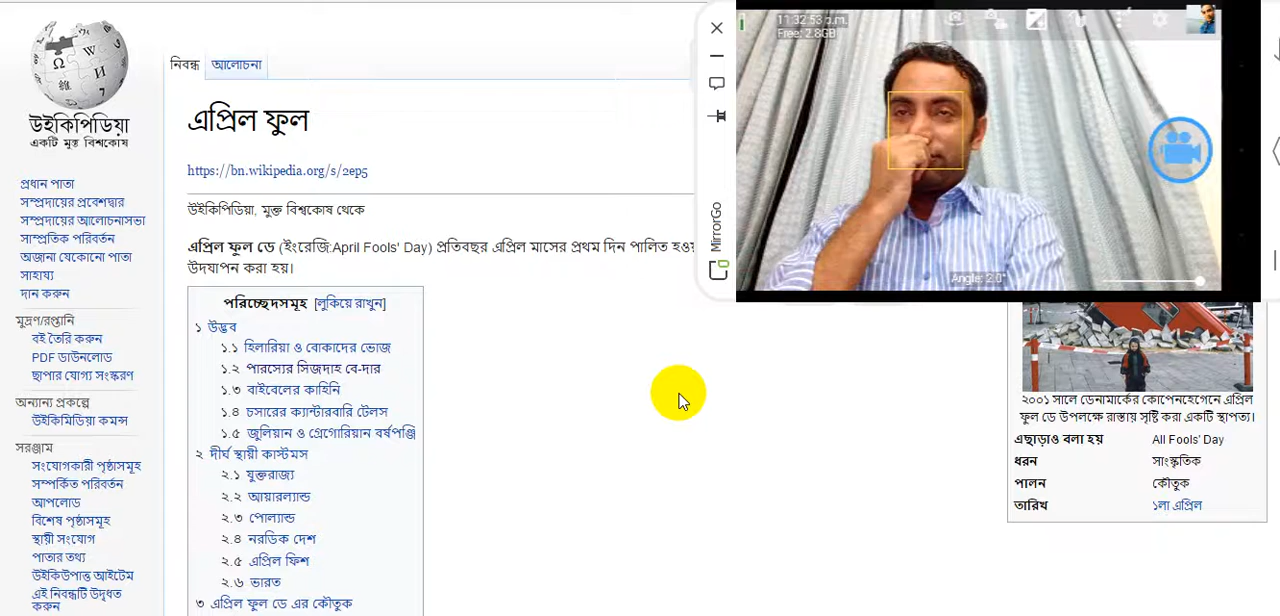 উইকিপিডিয়া
একটি মুক্ত বিশ্বকোষ
প্রধান পাতা
সম্প্রদায়ের প্রবেশদ্বার
সম্প্রদায়ের আলোচনাসভা
সাম্প্রতিক পরিবর্তন
অজানা যেকোনো পাতা
সাহায্য
দান করুন
মুদ্রণ/রপ্তানি
বই তৈরি করুন
PDF ডাউনলোড
ছাপার যোগ্য সংস্করণ
অন্যান্য প্রকল্পে
উইকিমিডিয়া কমন্স
সরঞ্জাম
সংযোগকারী পৃষ্ঠাসমূহ
সম্পর্কিত পরিবর্তন
আপলোড
বিশেষ পৃষ্ঠাসমূহ
স্থায়ী সংযোগ
পাতার তথ্য
উইকিউপাত্ত আইটেম
এই নিবন্ধটি উদ্ধৃত
করুন
নিবন্ধ আলোচনা
এপ্রিল ফুল
https://bn.wikipedia.org/s/2ep5
উইকিপিডিয়া, মুক্ত বিশ্বকোষ থেকে
এপ্রিল ফুল ডে (ইংরেজি:April Fools' Day) প্রতিবছর এপ্রিল মাসের প্রথম দিন পালিত হওয়
উদযাপন করা হয়।
পরিচ্ছেদসমূহ [লুকিয়ে রাখুন]
১ উদ্ভব
১.১ হিলারিয়া ও বোকাদের ভোজ
১.২ পারস্যের সিজদাহ বে-দার
১.৩ বাইবেলের কাহিনি
১.৪ চসারের ক্যান্টারবারি টেলস
১.৫ জুলিয়ান ও গ্রেগোরিয়ান বর্ষপঞ্জি
২ দীর্ঘ স্থায়ী কাস্টমস
২.১ যুক্তরাজ্য
২.২ আয়ারল্যান্ড
২.৩ পোল্যান্ড
২.৪ নরডিক দেশ
২.৫ এপ্রিল ফিশ
২.৬ ভারত
৩ এপ্রিল ফুল ডে এর কৌতুক
MirrorGo
11:32:53 p.m.
Free: 2.8GB
Angle: 2.0°
২০০১ সালে ডেনামার্কের কোপেনহেগেনে এপ্রিল
ফুল ডে উপলক্ষে রাস্তায় সৃষ্টি করা একটি স্থাপত্য।
এছাড়াও বলা হয় All Fools' Day
ধরন সাংস্কৃতিক
পালন কৌতুক
তারিখ ১লা এপ্রিল